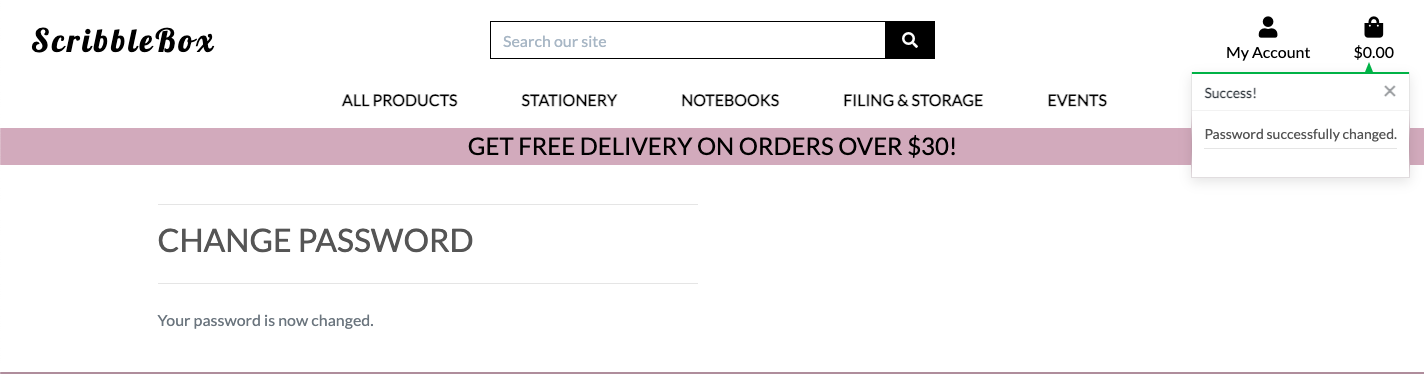 ScribbleBox
Search our site
My Account
$0.00
ALL PRODUCTS
STATIONERY
NOTEBOOKS
FILING & STORAGE
EVENTS
Success!
Password successfully changed.
GET FREE DELIVERY ON ORDERS OVER $30!
CHANGE PASSWORD
Your password is now changed.